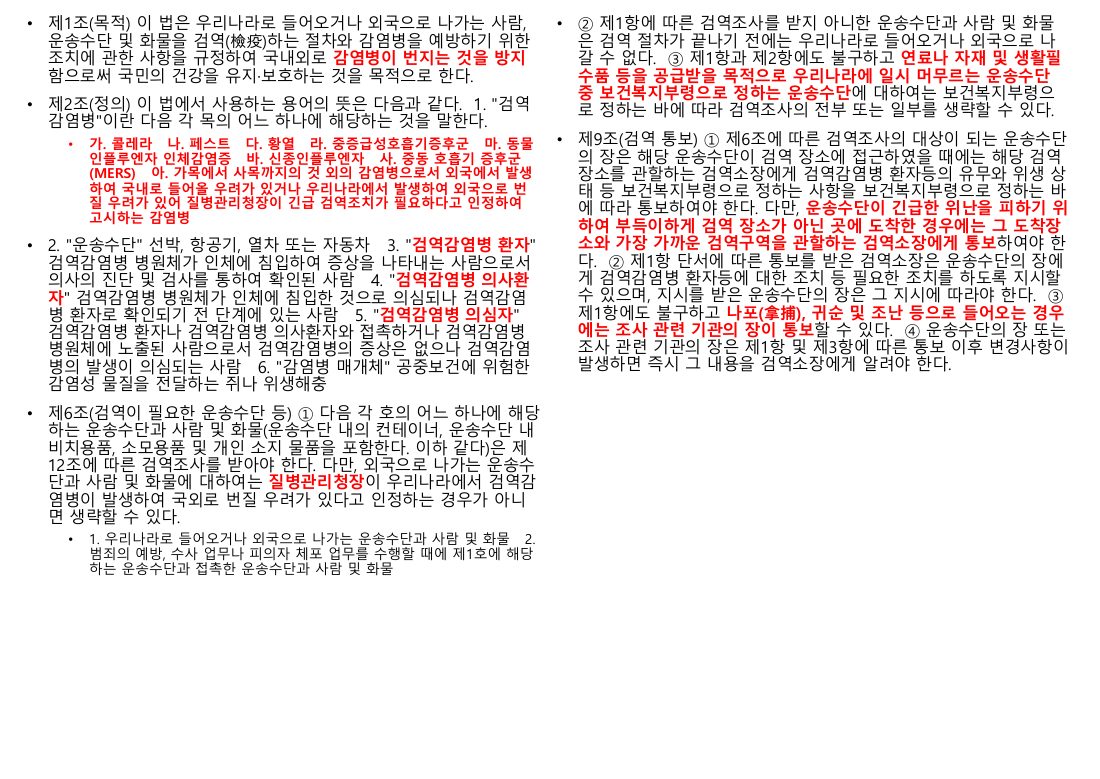 • 제1조(목적) 이 법은 우리나라로 들어오거나 외국으로 나가는 사람,
운송수단 및 화물을 검역(檢疫)하는 절차와 감염병을 예방하기 위한
조치에 관한 사항을 규정하여 국내외로 감염병이 번지는 것을 방지
함으로써 국민의 건강을 유지·보호하는 것을 목적으로 한다.
• 제2조(정의) 이 법에서 사용하는 용어의 뜻은 다음과 같다. 1. "검역
감염병"이란 다음 각 목의 어느 하나에 해당하는 것을 말한다.
• 가. 콜레라 나. 페스트 다. 황열 라. 중증급성호흡기증후군 마. 동물
인플루엔자 인체감염증 바. 신종인플루엔자 사. 중동 호흡기 증후군
(MERS) 아. 가목에서 사목까지의 것 외의 감염병으로서 외국에서 발생
하여 국내로 들어올 우려가 있거나 우리나라에서 발생하여 외국으로 번
질 우려가 있어 질병관리청장이 긴급 검역조치가 필요하다고 인정하여
고시하는 감염병
• 2. "운송수단" 선박, 항공기, 열차 또는 자동차 3. "검역감염병 환자"
검역감염병 병원체가 인체에 침입하여 증상을 나타내는 사람으로서
의사의 진단 및 검사를 통하여 확인된 사람 4. "검역감염병 의사환
자" 검역감염병 병원체가 인체에 침입한 것으로 의심되나 검역감염
병 환자로 확인되기 전 단계에 있는 사람 5. "검역감염병 의심자"
검역감염병 환자나 검역감염병 의사환자와 접촉하거나 검역감염병
병원체에 노출된 사람으로서 검역감염병의 증상은 없으나 검역감염
병의 발생이 의심되는 사람 6. "감염병 매개체" 공중보건에 위험한
감염성 물질을 전달하는 쥐나 위생해충
• 제6조(검역이 필요한 운송수단 등) ① 다음 각 호의 어느 하나에 해당
하는 운송수단과 사람 및 화물(운송수단 내의 컨테이너, 운송수단 내
비치용품, 소모용품 및 개인 소지 물품을 포함한다. 이하 같다)은 제
12조에 따른 검역조사를 받아야 한다. 다만, 외국으로 나가는 운송수
단과 사람 및 화물에 대하여는 질병관리청장이 우리나라에서 검역감
염병이 발생하여 국외로 번질 우려가 있다고 인정하는 경우가 아니
면 생략할 수 있다.
• 1. 우리나라로 들어오거나 외국으로 나가는 운송수단과 사람 및 화물 2.
범죄의 예방, 수사 업무나 피의자 체포 업무를 수행할 때에 제1호에 해당
하는 운송수단과 접촉한 운송수단과 사람 및 화물
• ② 제1항에 따른 검역조사를 받지 아니한 운송수단과 사람 및 화물
은 검역 절차가 끝나기 전에는 우리나라로 들어오거나 외국으로 나
갈 수 없다. ③ 제1항과 제2항에도 불구하고 연료나 자재 및 생활필
수품 등을 공급받을 목적으로 우리나라에 일시 머무르는 운송수단
중 보건복지부령으로 정하는 운송수단에 대하여는 보건복지부령으
로 정하는 바에 따라 검역조사의 전부 또는 일부를 생략할 수 있다.
• 제9조(검역 통보) ① 제6조에 따른 검역조사의 대상이 되는 운송수단
의 장은 해당 운송수단이 검역 장소에 접근하였을 때에는 해당 검역
장소를 관할하는 검역소장에게 검역감염병 환자등의 유무와 위생 상
태 등 보건복지부령으로 정하는 사항을 보건복지부령으로 정하는 바
에 따라 통보하여야 한다. 다만, 운송수단이 긴급한 위난을 피하기 위
하여 부득이하게 검역 장소가 아닌 곳에 도착한 경우에는 그 도착장
소와 가장 가까운 검역구역을 관할하는 검역소장에게 통보하여야 한
다. ② 제1항 단서에 따른 통보를 받은 검역소장은 운송수단의 장에
게 검역감염병 환자등에 대한 조치 등 필요한 조치를 하도록 지시할
수 있으며, 지시를 받은 운송수단의 장은 그 지시에 따라야 한다. ③
제1항에도 불구하고 나포(拿捕), 귀순 및 조난 등으로 들어오는 경우
에는 조사 관련 기관의 장이 통보할 수 있다. ④ 운송수단의 장 또는
조사 관련 기관의 장은 제1항 및 제3항에 따른 통보 이후 변경사항이
발생하면 즉시 그 내용을 검역소장에게 알려야 한다.